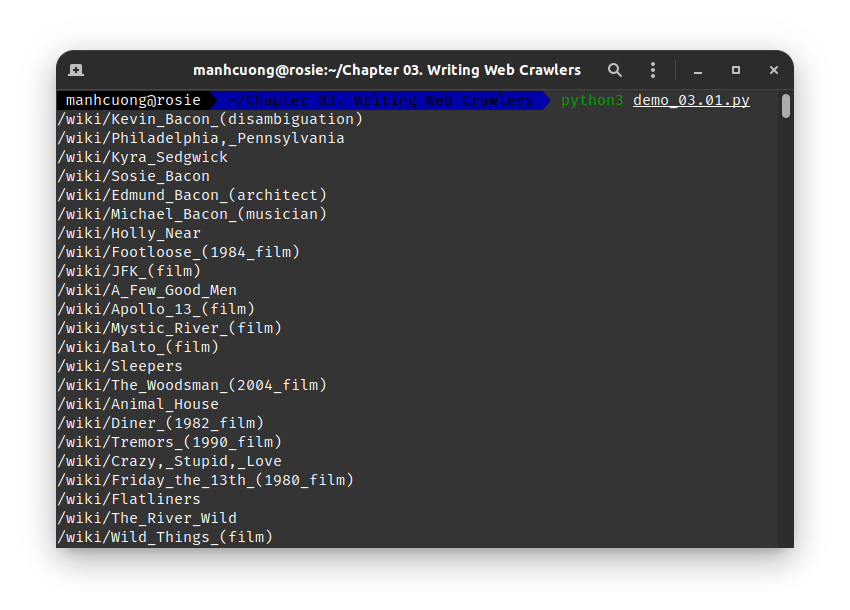 manhcuong@rosie:~/Chapter 03. Writing Web Crawlers
manhcuong@rosie ~/Chapter 03. Writing Web Crawlers python3 demo_03.01.py
/wiki/Kevin_Bacon_(disambiguation)
/wiki/Philadelphia,_Pennsylvania
/wiki/Kyra_Sedgwick
/wiki/Sosie_Bacon
/wiki/Edmund_Bacon_(architect)
/wiki/Michael_Bacon_(musician)
/wiki/Holly_Near
/wiki/Footloose_(1984_film)
/wiki/JFK_(film)
/wiki/A_Few_Good_Men
/wiki/Apollo_13_(film)
/wiki/Mystic_River_(film)
/wiki/Balto_(film)
/wiki/Sleepers
/wiki/The_Woodsman_(2004_film)
/wiki/Animal_House
/wiki/Diner_(1982_film)
/wiki/Tremors_(1990_film)
/wiki/Crazy,_Stupid,_Love
/wiki/Friday_the_13th_(1980_film)
/wiki/Flatliners
/wiki/The_River_Wild
/wiki/Wild_Things_(film)